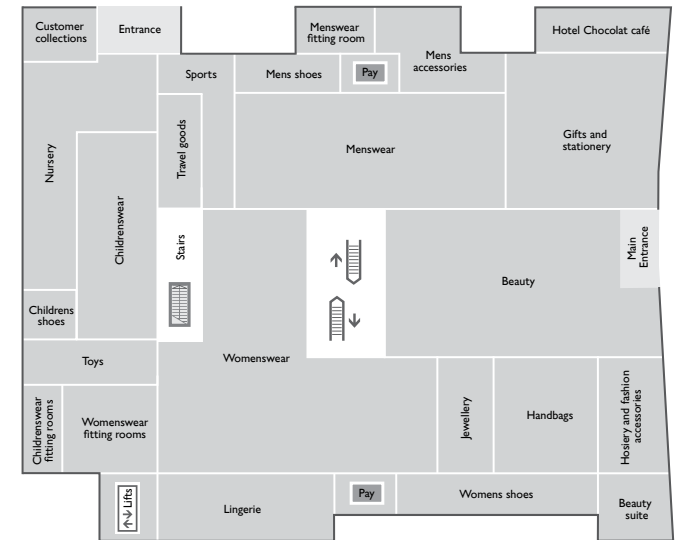 Customer
collections
Entrance
Menswear
fitting room
Mens
accessories
Hotel Chocolat café
Sports
Mens shoes
Pay
Gifts and
stationery
Nursery
Travel goods
Menswear
Childrenswear
Stairs
Main
Entrance
Beauty
Childrens
shoes
Toys
Womenswear
Childrenswear
fitting rooms
Womenswear
fitting rooms
Jewellery
Handbags
Hosiery and fashion
accessories
Lifts
Lingerie
Pay
Womens shoes
Beauty
suite